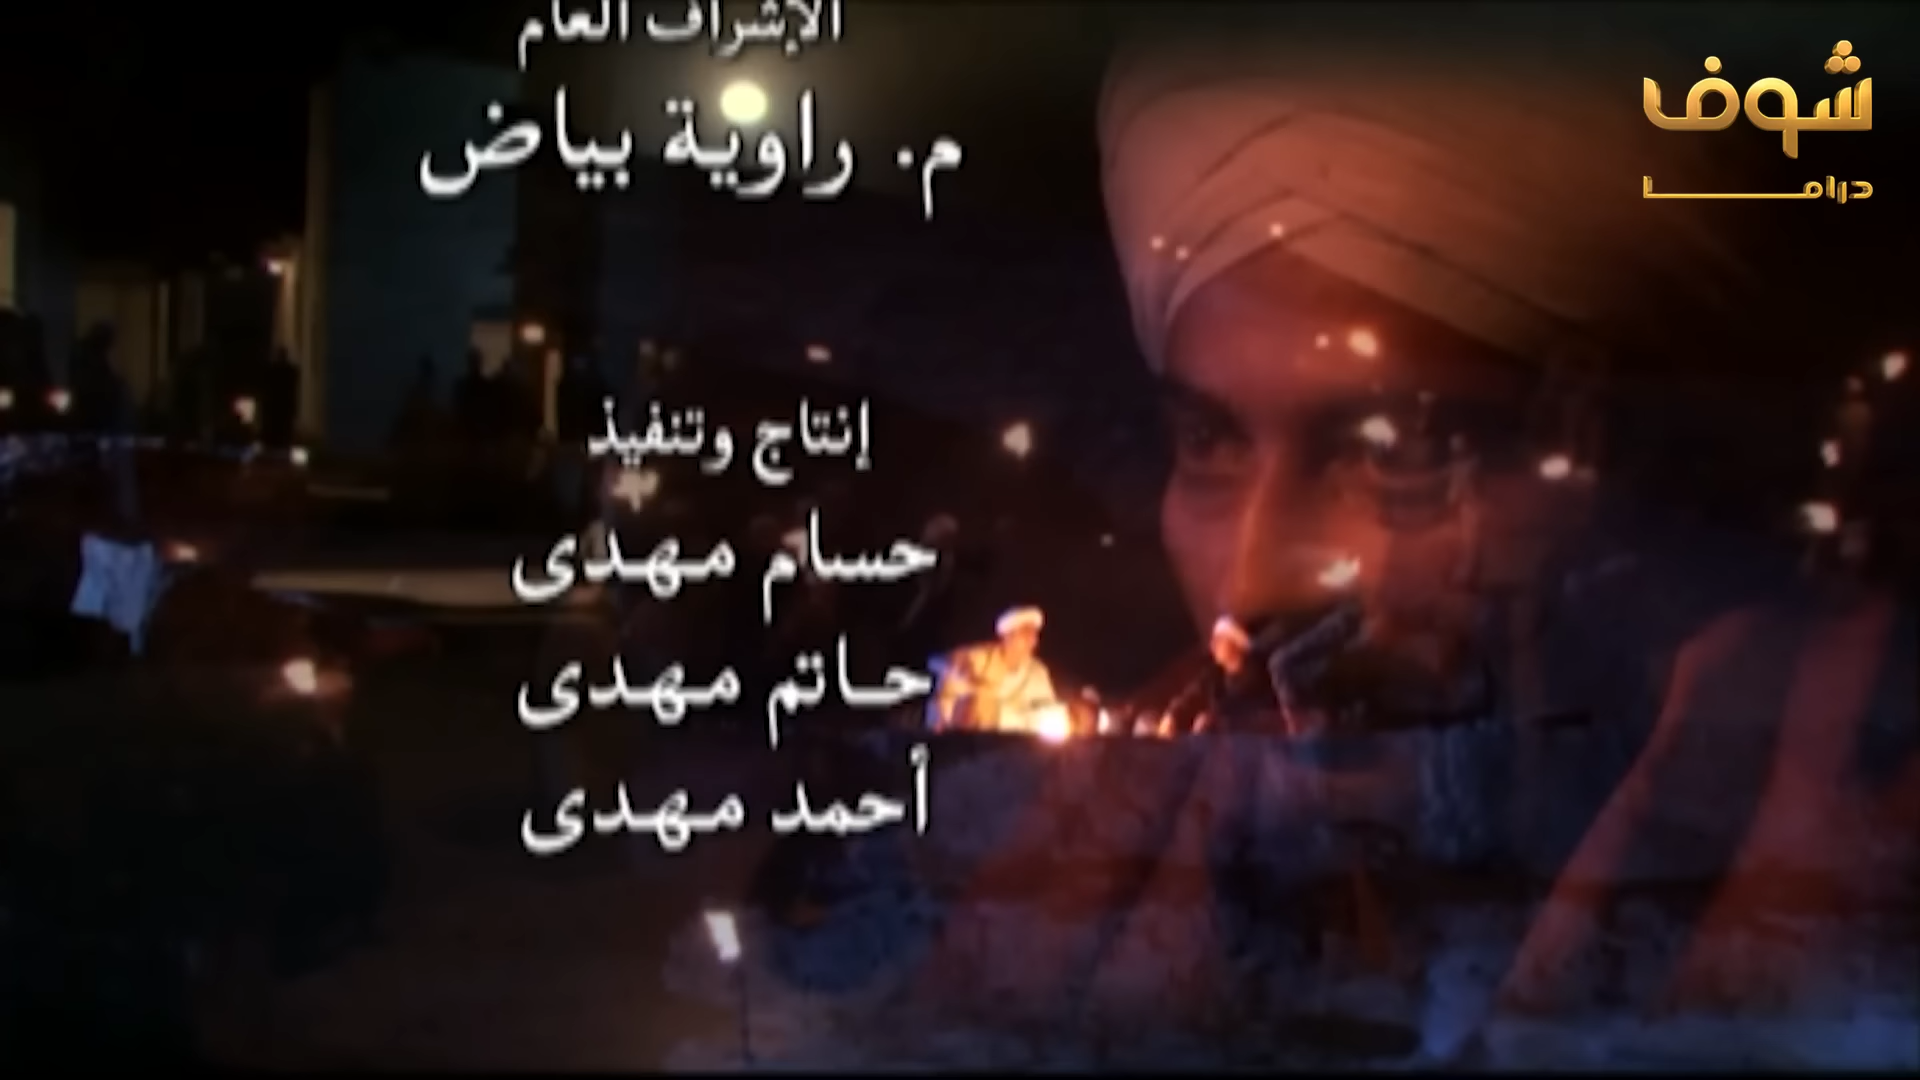 الإشراف العام
م. راوية بياض
إنتاج وتنفيذ
حسام مهدى
حاتم مهدى
أحمد مهدى
شوف
دراما